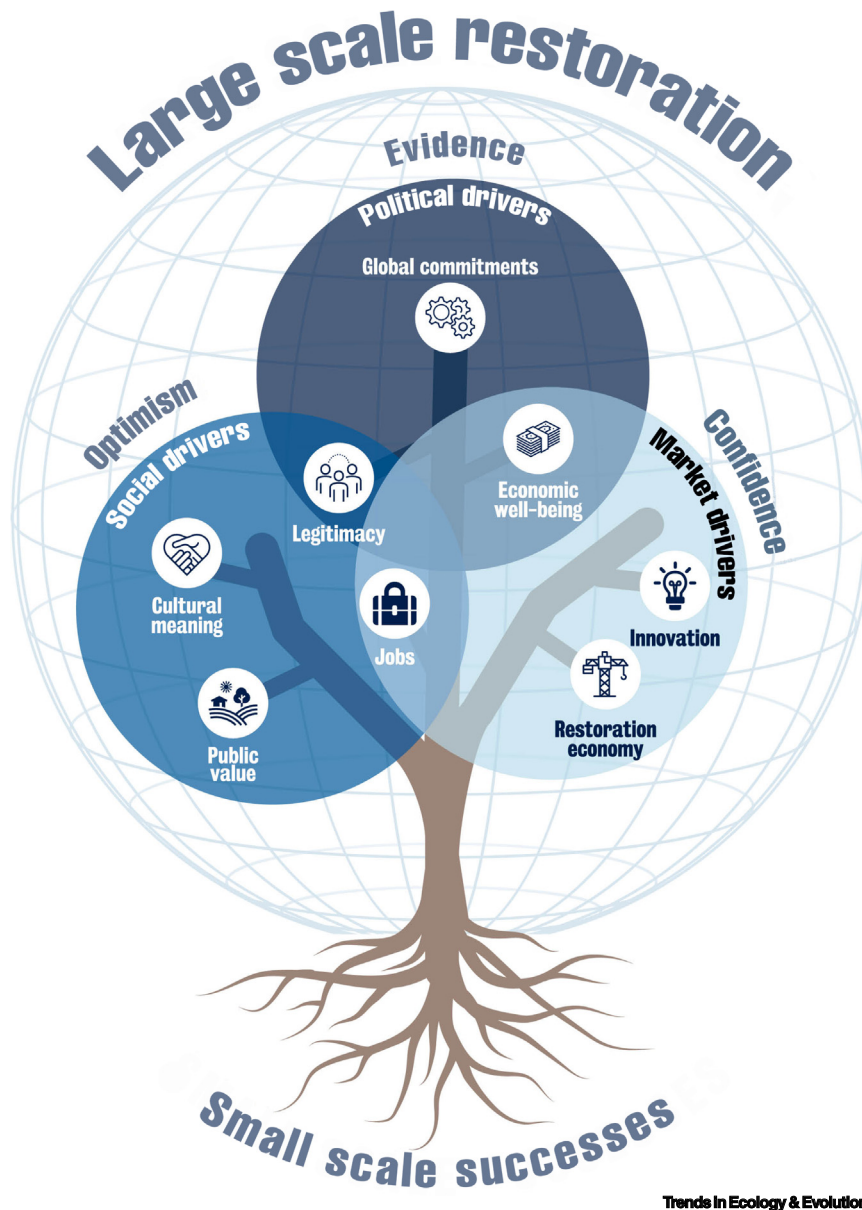 Large scale restoration
Evidence
Political drivers
Global commitments
Optimism
Social drivers
Confidence
Market drivers
Legitimacy
Economic
well-being
Cultural
meaning
Jobs
Innovation
Public
value
Restoration
economy
Small scale successes
Trends in Ecology & Evolution